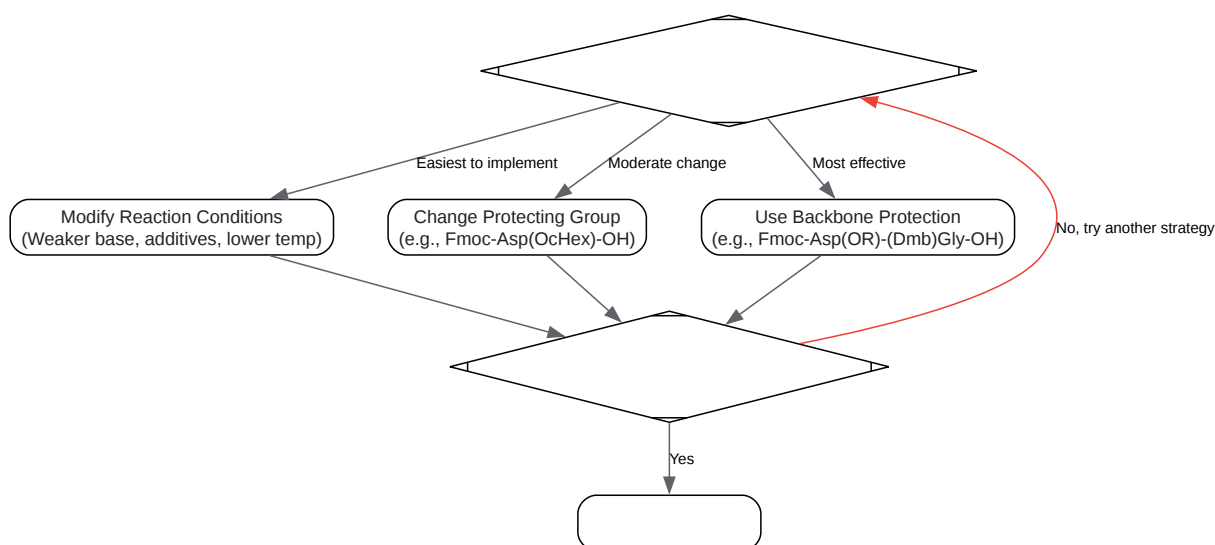 Easiest to implement
Moderate change
Most effective
Modify Reaction Conditions
(Weaker base, additives, lower temp)
Change Protecting Group
(e.g., Fmoc-Asp(OcHex)-OH)
Use Backbone Protection
(e.g., Fmoc-Asp(OR)-(Dmb)Gly-OH)
No, try another strategy
Yes